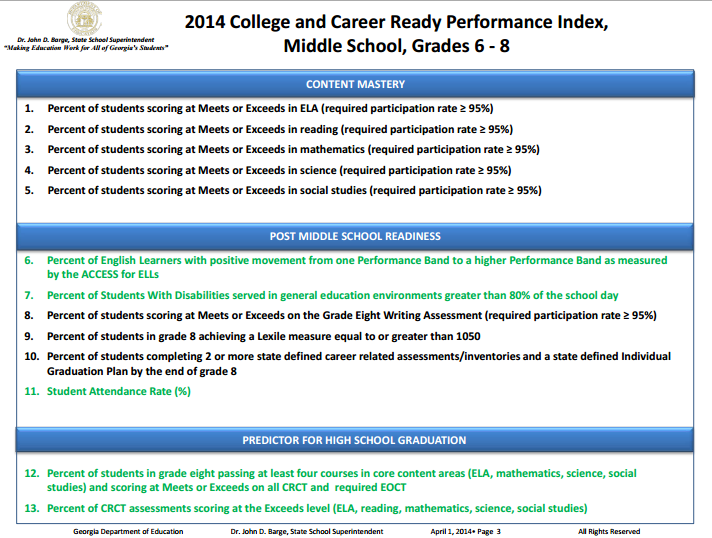 2014 College and Career Ready Performance Index,
Middle School, Grades 6 - 8
Dr. John D. Barge, State School Superintendent
"Making Education Work for All of Georgia's Students"
CONTENT MASTERY
1. Percent of students scoring at Meets or Exceeds in ELA (required participation rate ≥ 95%)
2. Percent of students scoring at Meets or Exceeds in reading (required participation rate ≥ 95%)
3. Percent of students scoring at Meets or Exceeds in mathematics (required participation rate ≥ 95%)
4. Percent of students scoring at Meets or Exceeds in science (required participation rate ≥ 95%)
5. Percent of students scoring at Meets or Exceeds in social studies (required participation rate ≥ 95%)
POST MIDDLE SCHOOL READINESS
6. Percent of English Learners with positive movement from one Performance Band to a higher Performance Band as measured
by the ACCESS for ELLs
7. Percent of Students With Disabilities served in general education environments greater than 80% of the school day
8. Percent of students scoring at Meets or Exceeds on the Grade Eight Writing Assessment (required participation rate ≥ 95%)
9. Percent of students in grade 8 achieving a Lexile measure equal to or greater than 1050
10. Percent of students completing 2 or more state defined career related assessments/inventories and a state defined Individual
Graduation Plan by the end of grade 8
11. Student Attendance Rate (%)
PREDICTOR FOR HIGH SCHOOL GRADUATION
12. Percent of students in grade eight passing at least four courses in core content areas (ELA, mathematics, science, social
studies) and scoring at Meets or Exceeds on all CRCT and required EOCT
13. Percent of CRCT assessments scoring at the Exceeds level (ELA, reading, mathematics, science, social studies)
Georgia Department of Education Dr. John D. Barge, State School Superintendent April 1, 2014• Page 3 All Rights Reserved